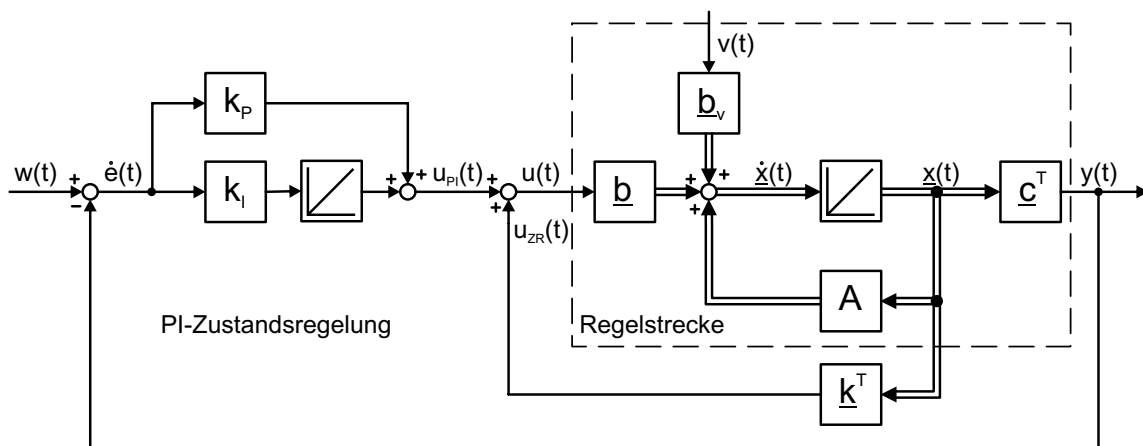 v(t)
k_P
b_v
w(t)
+
−
ė(t)
k_I
+
+
u_PI(t)
+
+
u(t)
b
+
+
+
ẋ(t)
x(t)
c^T
y(t)
u_ZR(t)
A
PI-Zustandsregelung
Regelstrecke
k^T